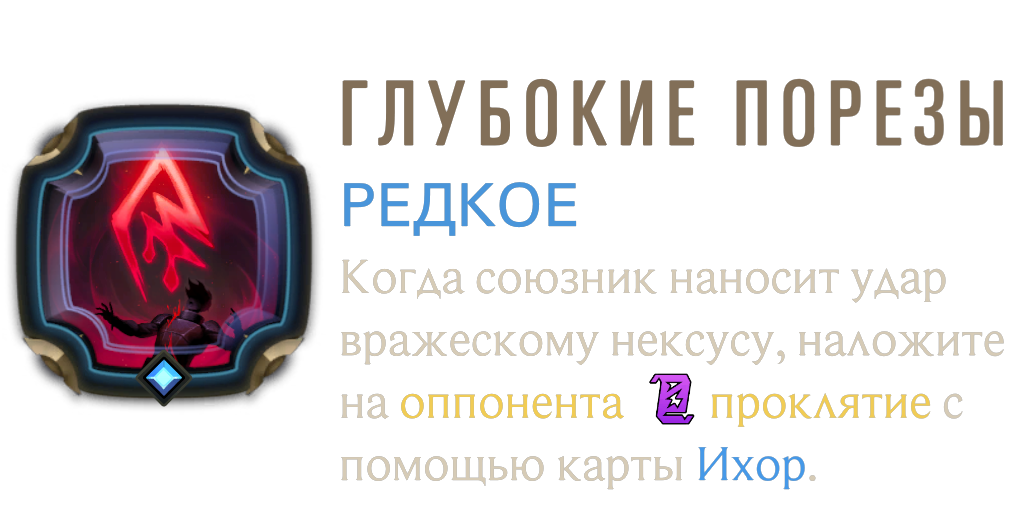 ГЛУБОКИЕ ПОРЕЗЫ
РЕДКОЕ
Когда союзник наносит удар
вражескому нексусу, наложите
на оппонента проклятие с
помощью карты Ихор.